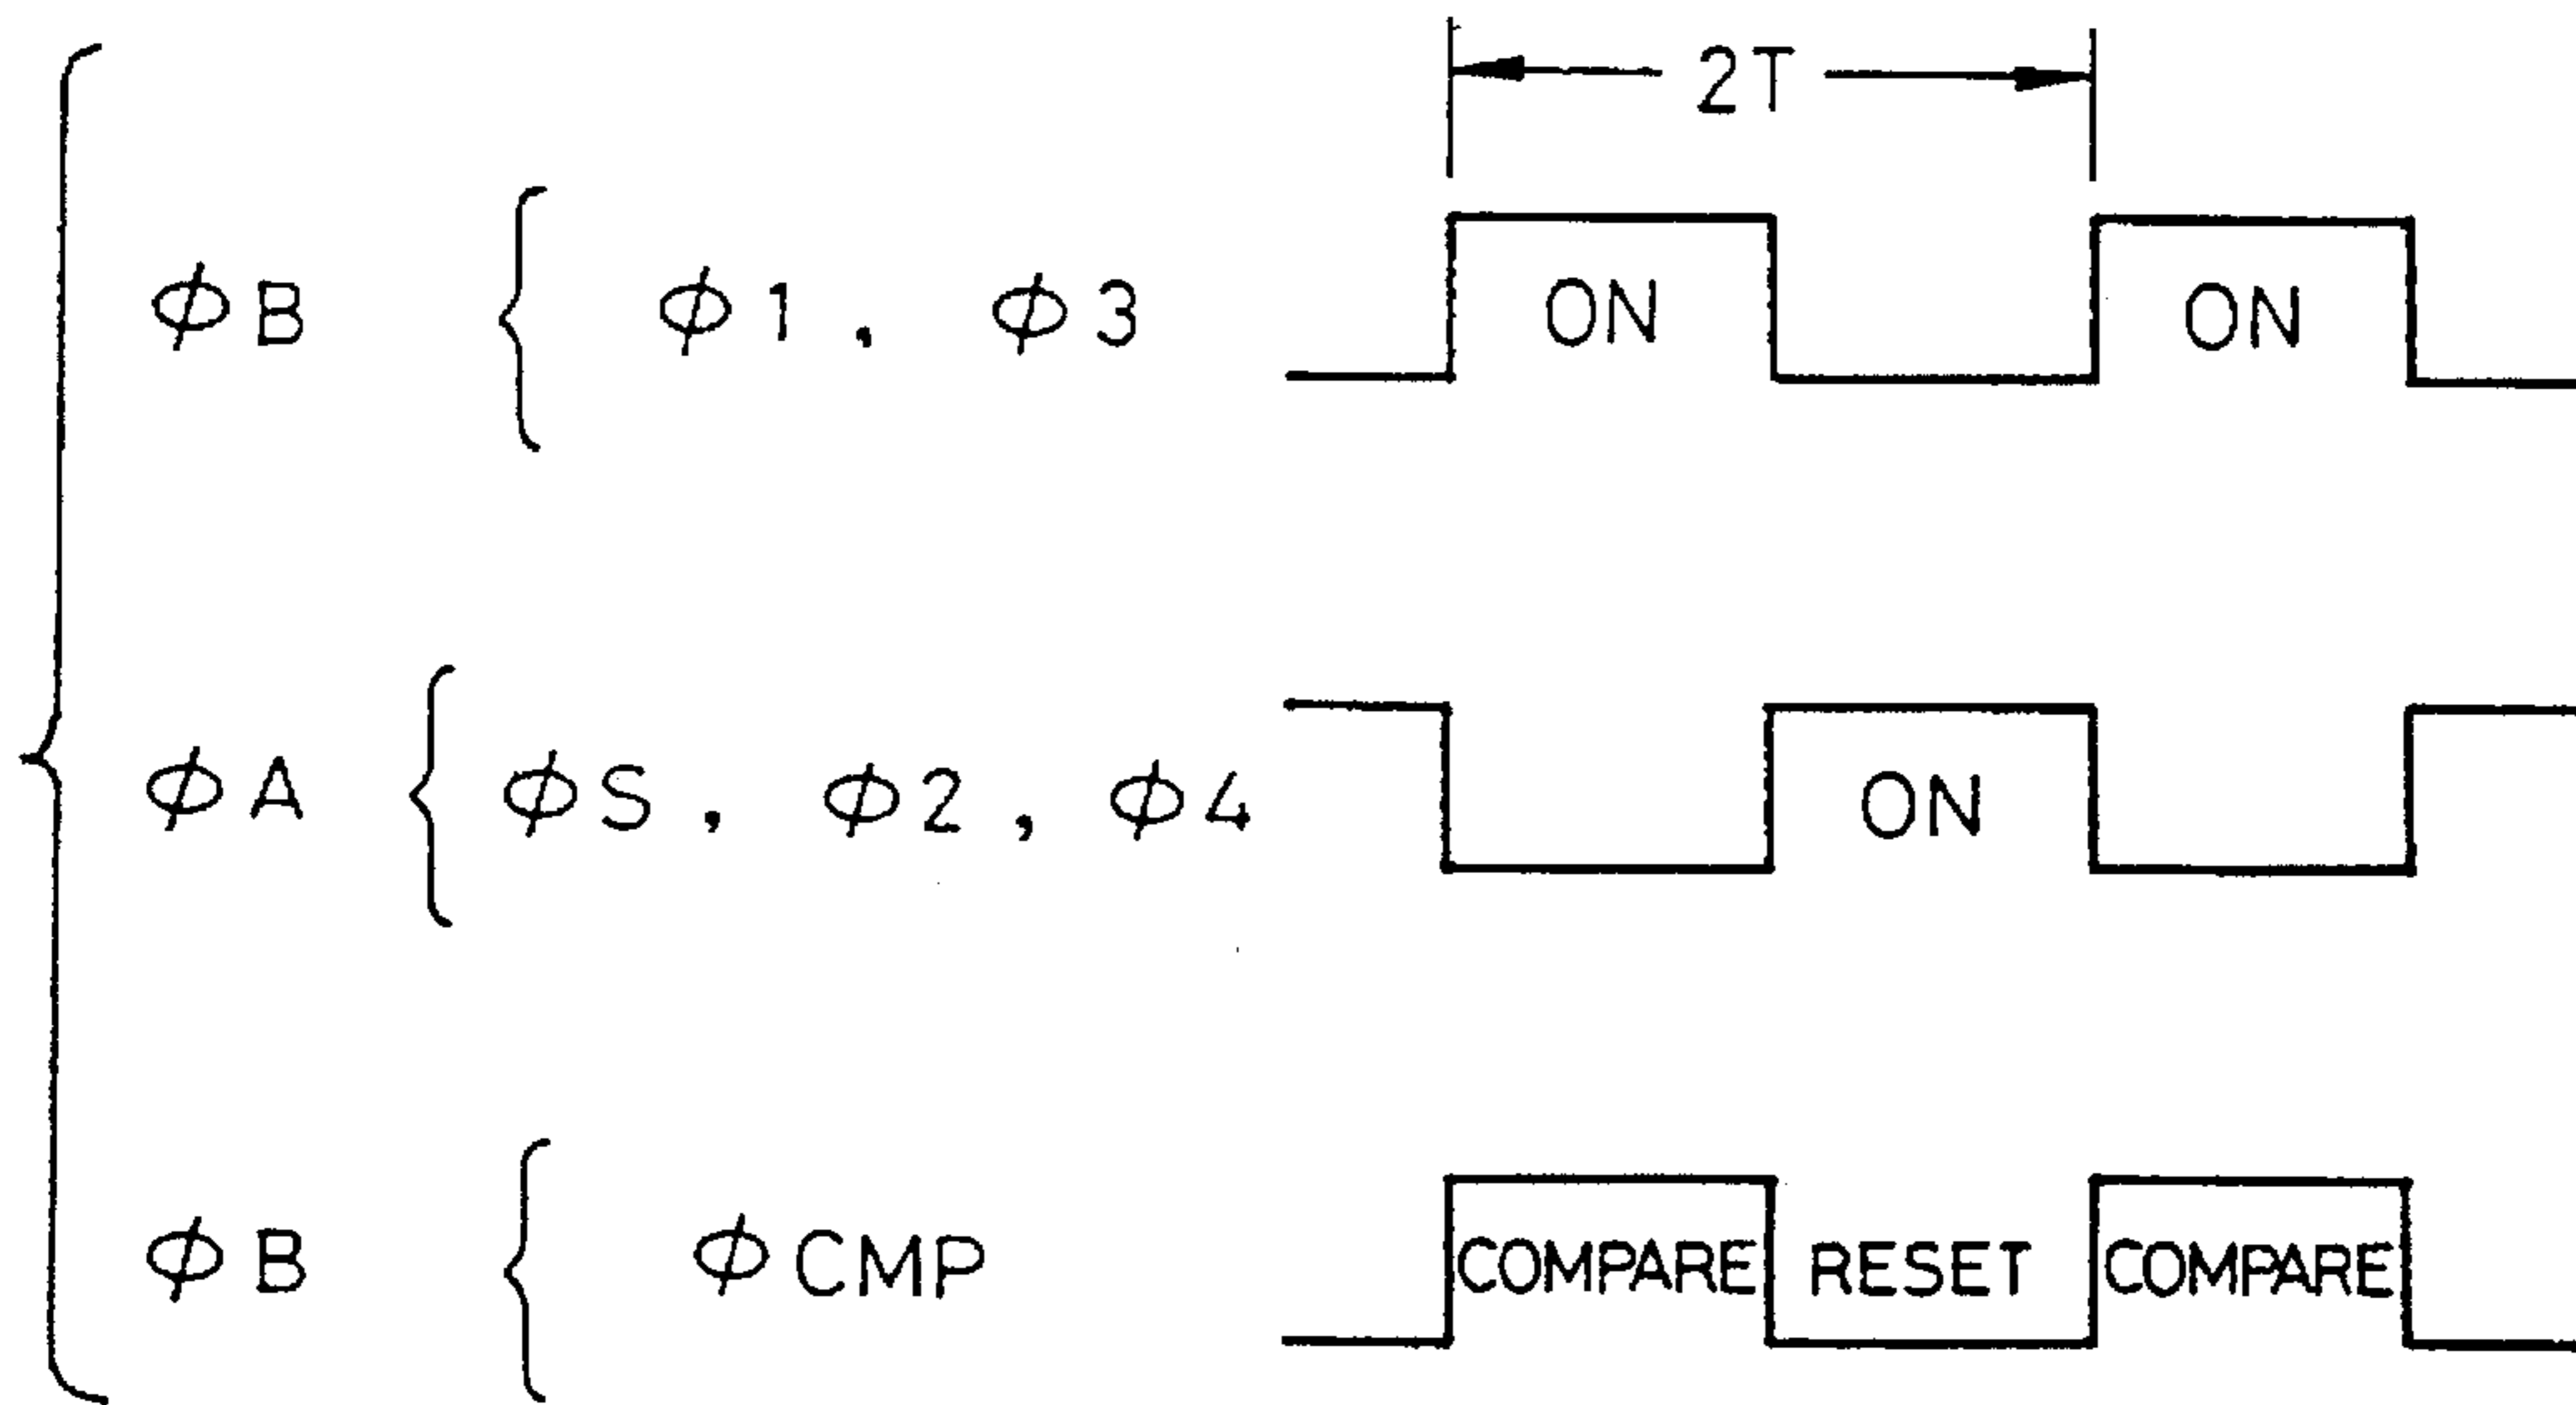 2T
ϕB { ϕ1, ϕ3 ON ON
ϕA { ϕS, ϕ2, ϕ4 ON
ϕB { ϕCMP COMPARE RESET COMPARE